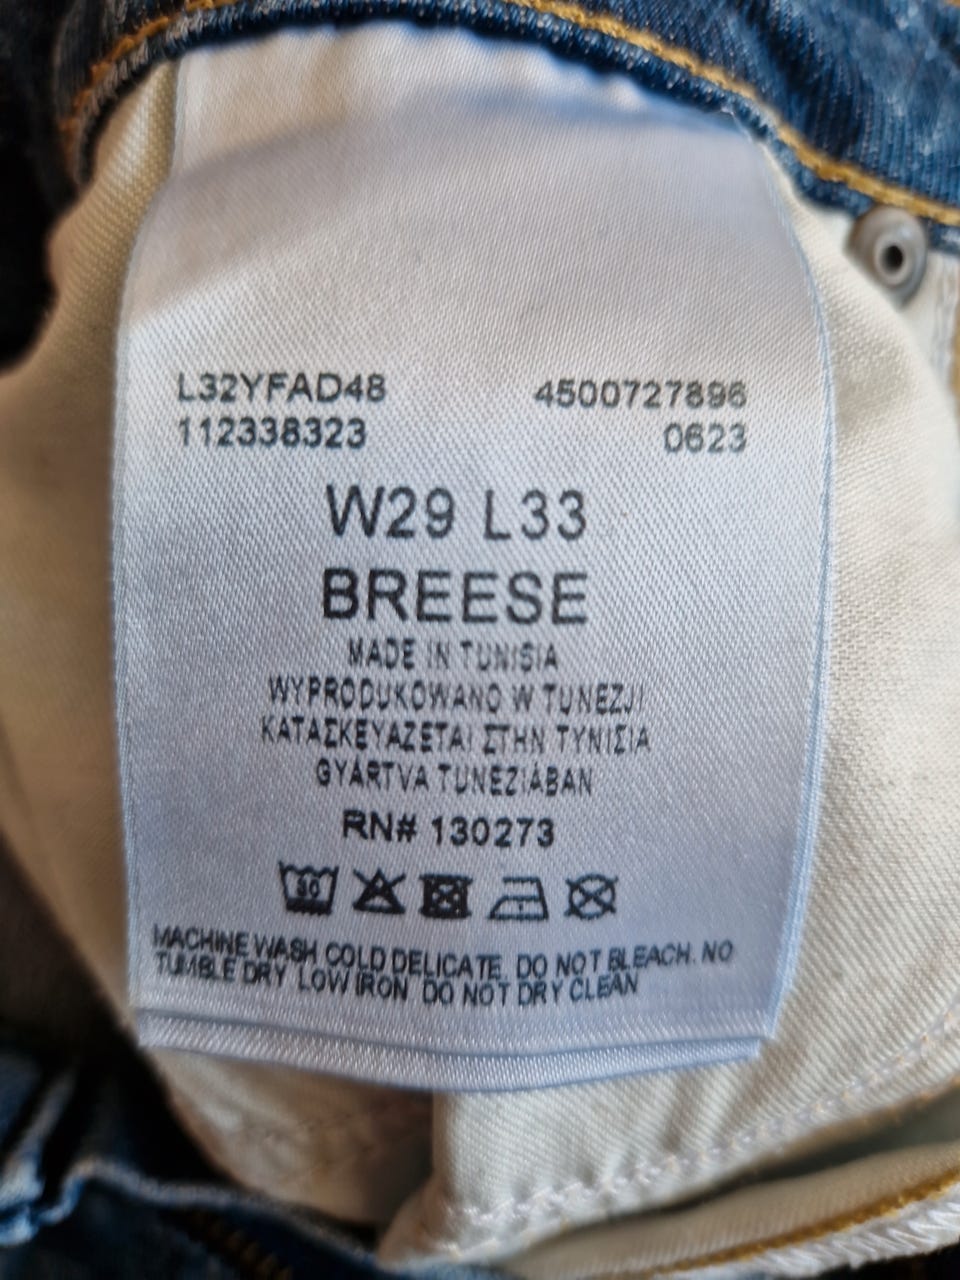 L32YFAD48 4500727896
112338323 0623
W29 L33
BREESE
MADE IN TUNISIA
WYPRODUKOWANO W TUNEZJI
ΚΑΤΑΣΚΕΥΑΖΕΤΑΙ ΣΤΗΝ ΤΥΝΙΣΙΑ
GYÁRTVA TUNÉZIÁBAN
RN# 130273
30
MACHINE WASH COLD DELICATE. DO NOT BLEACH. NO
TUMBLE DRY LOW IRON DO NOT DRY CLEAN